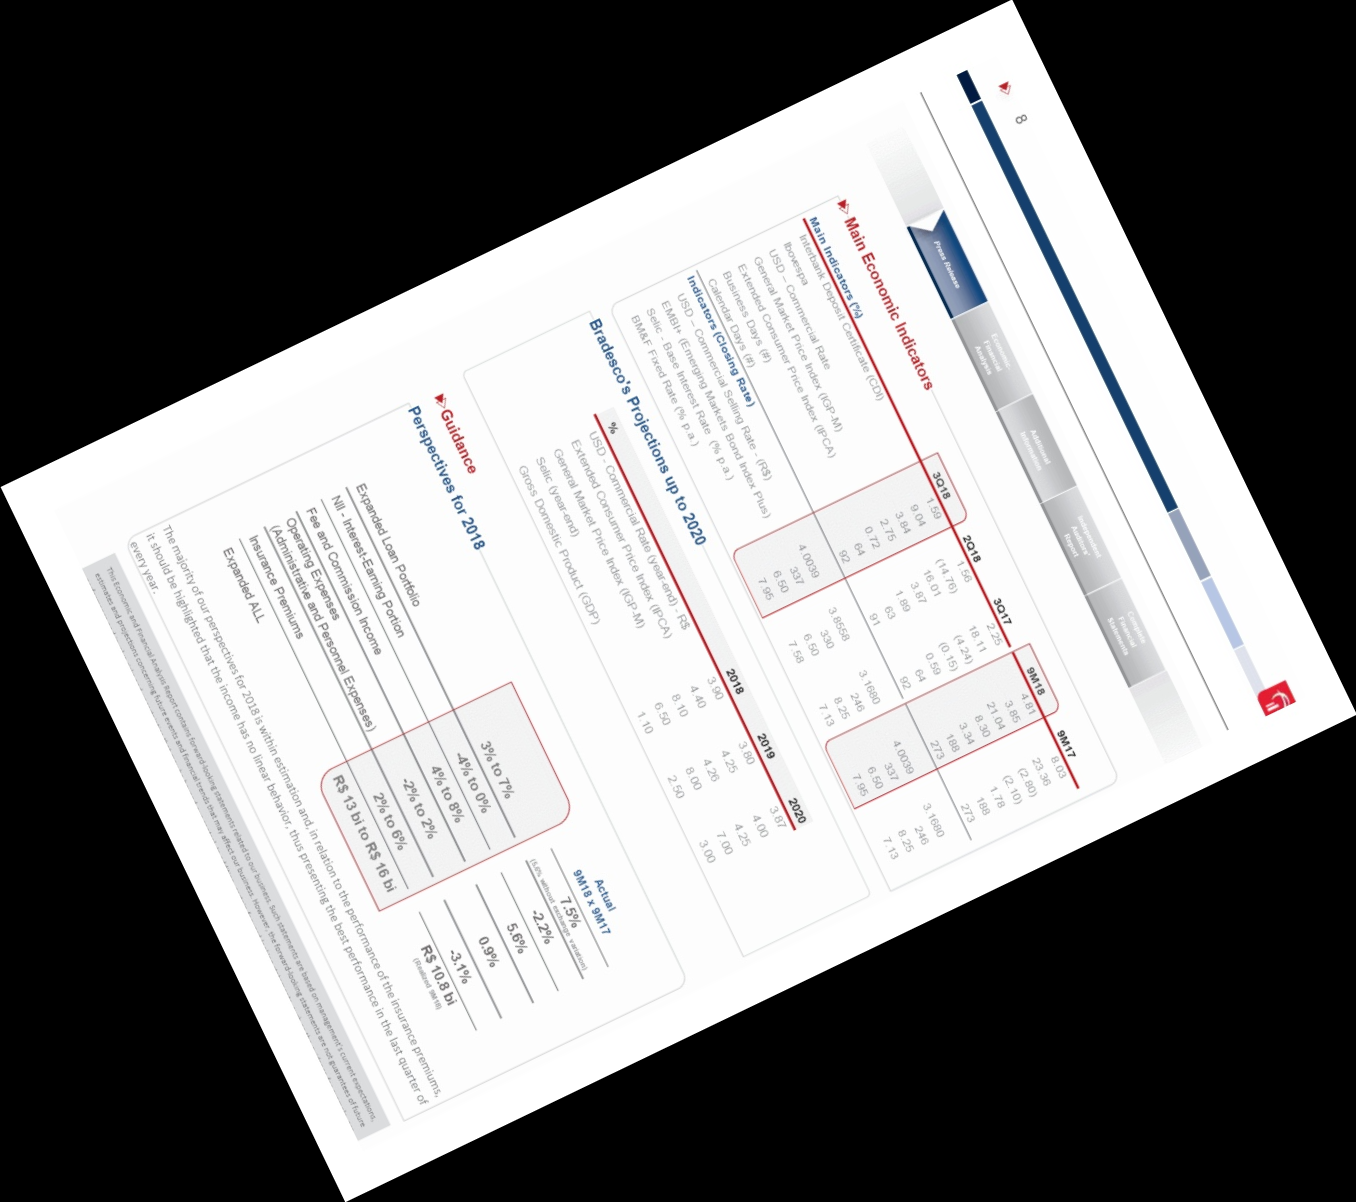 8
Press Release
Economic-Financial Analysis
Additional Information
Independent Auditors' Report
Complete Financial Statements
Main Economic Indicators
Main Indicators (%) 3Q18 2Q18 3Q17 9M18 9M17
Interbank Deposit Certificate (CDI) 1.59 1.56 2.25 4.81 8.03
Ibovespa 9.04 (14.76) 18.11 3.85 23.36
USD – Commercial Rate 3.84 16.01 (4.24) 21.04 (2.80)
General Market Price Index (IGP-M) 2.75 3.87 (0.15) 8.30 (2.10)
Extended Consumer Price Index (IPCA) 0.72 1.89 0.59 3.34 1.78
Business Days (#) 64 63 64 188 188
Calendar Days (#) 92 91 92 273 273
Indicators (Closing Rate)
USD – Commercial Selling Rate - (R$) 4.0039 3.8558 3.1680 4.0039 3.1680
EMBI+ (Emerging Markets Bond Index Plus) 337 330 246 337 246
Selic - Base Interest Rate (% p.a.) 6.50 6.50 8.25 6.50 8.25
BM&F Fixed Rate (% p.a.) 7.95 7.58 7.13 7.95 7.13
Bradesco's Projections up to 2020
% 2018 2019 2020
USD - Commercial Rate (year-end) - R$ 3.90 3.80 3.87
Extended Consumer Price Index (IPCA) 4.40 4.25 4.00
General Market Price Index (IGP-M) 8.10 4.26 4.25
Selic (year-end) 6.50 8.00 7.00
Gross Domestic Product (GDP) 1.10 2.50 3.00
Guidance
Perspectives for 2018
Actual
9M18 x 9M17
Expanded Loan Portfolio 3% to 7% 7.5%
(5.6% without exchange variation)
NII - Interest-Earning Portion -4% to 0% -2.2%
Fee and Commission Income 4% to 8% 5.6%
Operating Expenses
(Administrative and Personnel Expenses) -2% to 2% 0.9%
Insurance Premiums 2% to 6% -3.1%
Expanded ALL R$ 13 bi to R$ 16 bi R$ 10.8 bi
(Realized 9M18)
The majority of our perspectives for 2018 is within estimation and, in relation to the performance of the insurance premiums,
it should be highlighted that the income has no linear behavior, thus presenting the best performance in the last quarter of
every year.
This Economic and Financial Analysis Report contains forward-looking statements related to our business. Such statements are based on management's current expectations,
estimates and projections concerning future events and financial trends that may affect our business. However, the forward-looking statements are not guarantees of future